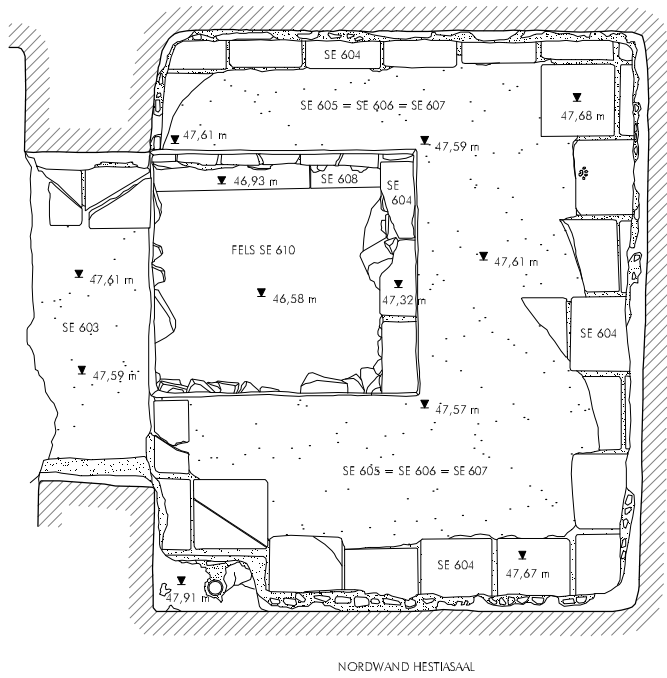 SE 604
SE 605 = SE 606 = SE 607
47,68 m
47,61 m
47,59 m
46,93 m
SE 608
SE
604
FELS SE 610
47,61 m
47,61 m
46,58 m
47,32 m
SE 603
SE 604
47,59 m
47,57 m
SE 605 = SE 606 = SE 607
SE 604
47,67 m
47,91 m
NORDWAND HESTIASAAL